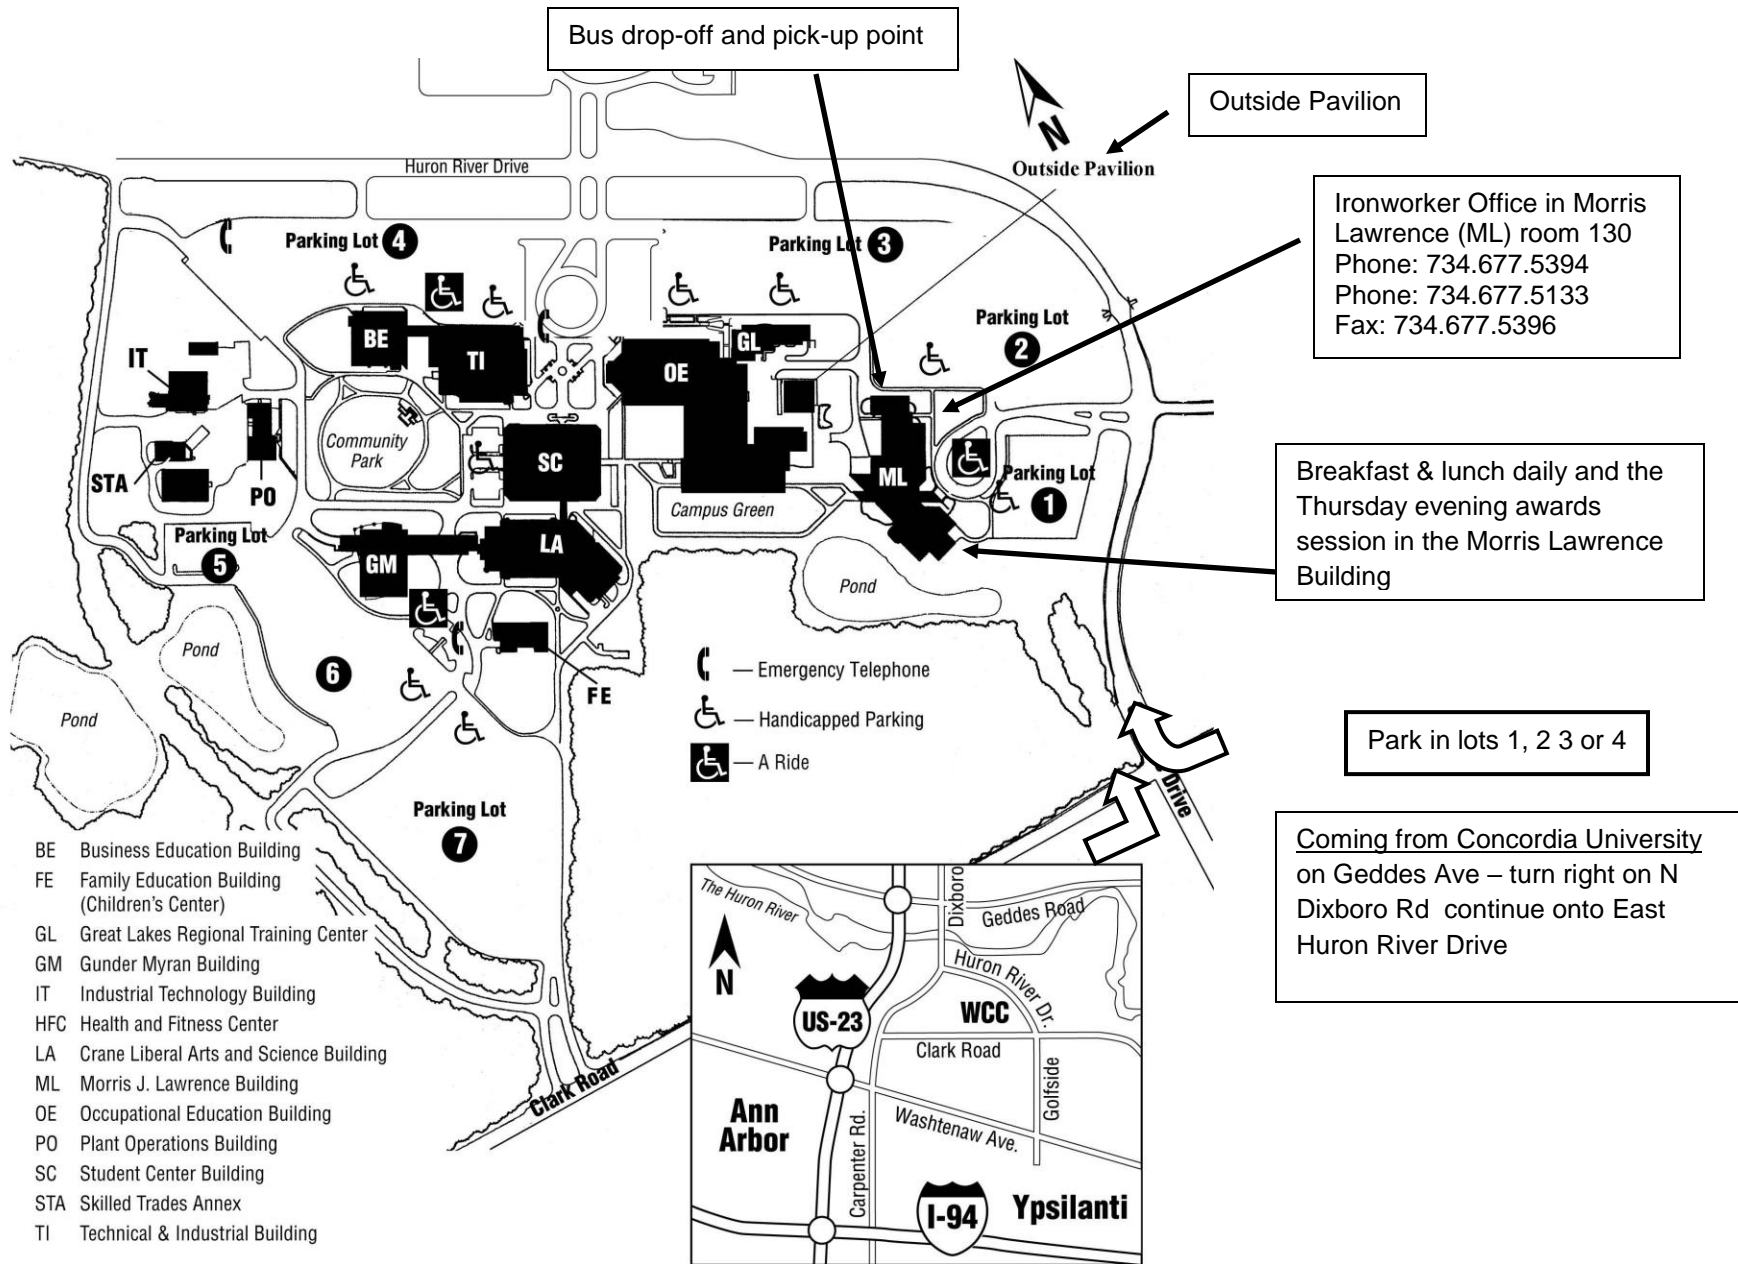 Bus drop-off and pick-up point
Outside Pavilion
N
Outside Pavilion
Huron River Drive
Ironworker Office in Morris
Lawrence (ML) room 130
Phone: 734.677.5394
Phone: 734.677.5133
Fax: 734.677.5396
Parking Lot 4
Parking Lot 3
Parking Lot
2
BE
TI
GL
OE
IT
Community
Park
SC
ML
STA
PO
Parking Lot
1
Campus Green
Breakfast & lunch daily and the
Thursday evening awards
session in the Morris Lawrence
Building
Parking Lot
5
GM
LA
Pond
Pond
6
FE
Pond
— Emergency Telephone
— Handicapped Parking
— A Ride
Park in lots 1, 2 3 or 4
Drive
Parking Lot
7
Coming from Concordia University
on Geddes Ave – turn right on N
Dixboro Rd  continue onto East
Huron River Drive
BE Business Education Building
FE Family Education Building
(Children's Center)
GL Great Lakes Regional Training Center
GM Gunder Myran Building
IT Industrial Technology Building
HFC Health and Fitness Center
LA Crane Liberal Arts and Science Building
ML Morris J. Lawrence Building
OE Occupational Education Building
PO Plant Operations Building
SC Student Center Building
STA Skilled Trades Annex
TI Technical & Industrial Building
Clark Road
The Huron River
Dixboro
Geddes Road
N
Huron River Dr.
US-23
WCC
Clark Road
Golfside
Ann
Arbor
Carpenter Rd.
Washtenaw Ave.
I-94
Ypsilanti